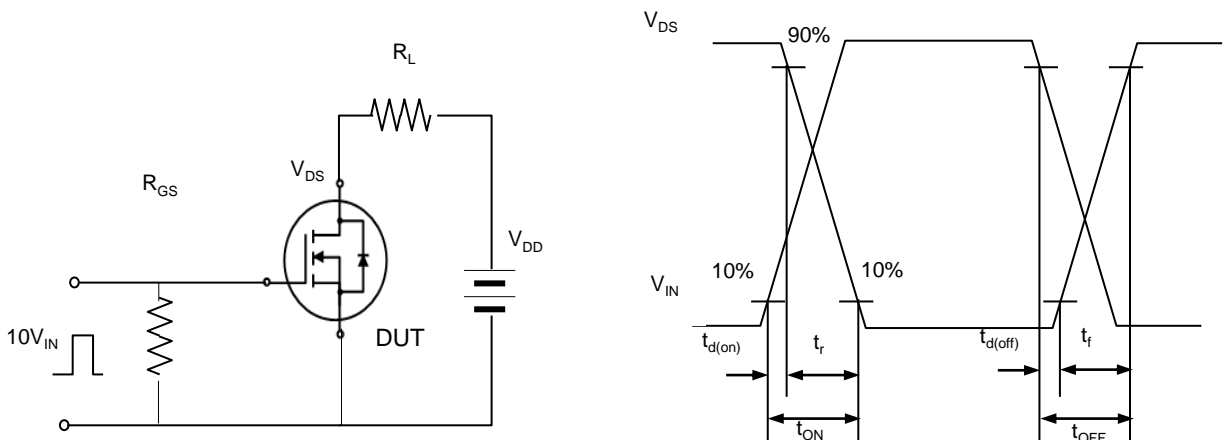 R_L
V_DS
R_GS
V_DD
10V_IN
DUT
V_DS
90%
10%
10%
V_IN
t_d(on)
t_r
t_d(off)
t_f
t_ON
t_OFF